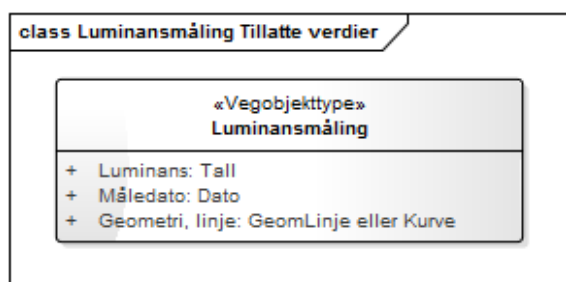 class Luminansmåling Tillatte verdier
«Vegobjekttype»
Luminansmåling
+ Luminans: Tall
+ Måledato: Dato
+ Geometri, linje: GeomLinje eller Kurve